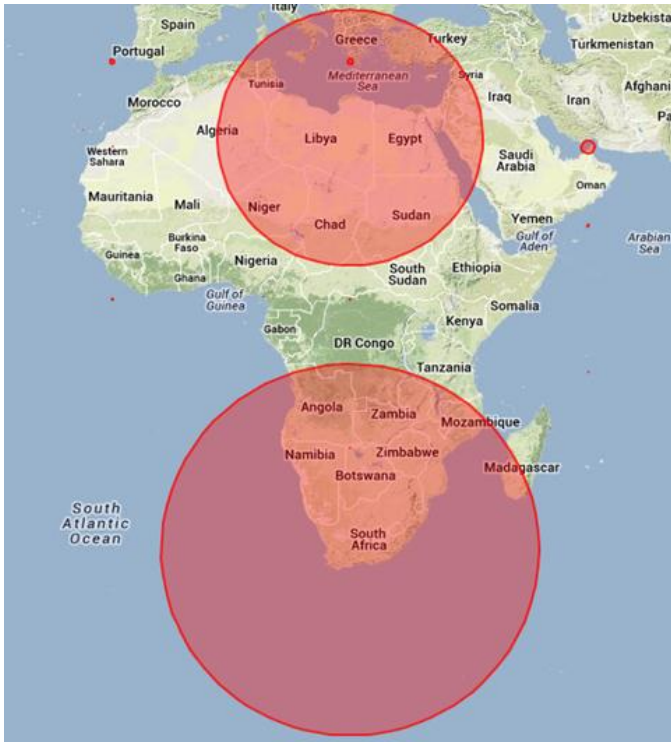 Italy
Uzbekista
Spain
Portugal
Greece
Turkey
Turkmenistan
Mediterranean
Sea
Syria
Tunisia
Morocco
Iraq
Iran
Afghani
Pa
Algeria
Libya
Egypt
Western
Sahara
Saudi
Arabia
Oman
Mauritania
Mali
Niger
Chad
Sudan
Yemen
Gulf of
Aden
Arabian
Sea
Burkina
Faso
Guinea
Nigeria
Ghana
South
Sudan
Ethiopia
Gulf of
Guinea
Somalia
Gabon
Kenya
DR Congo
Tanzania
Angola
Zambia
Mozambique
Namibia
Zimbabwe
Botswana
Madagascar
South
Atlantic
Ocean
South
Africa